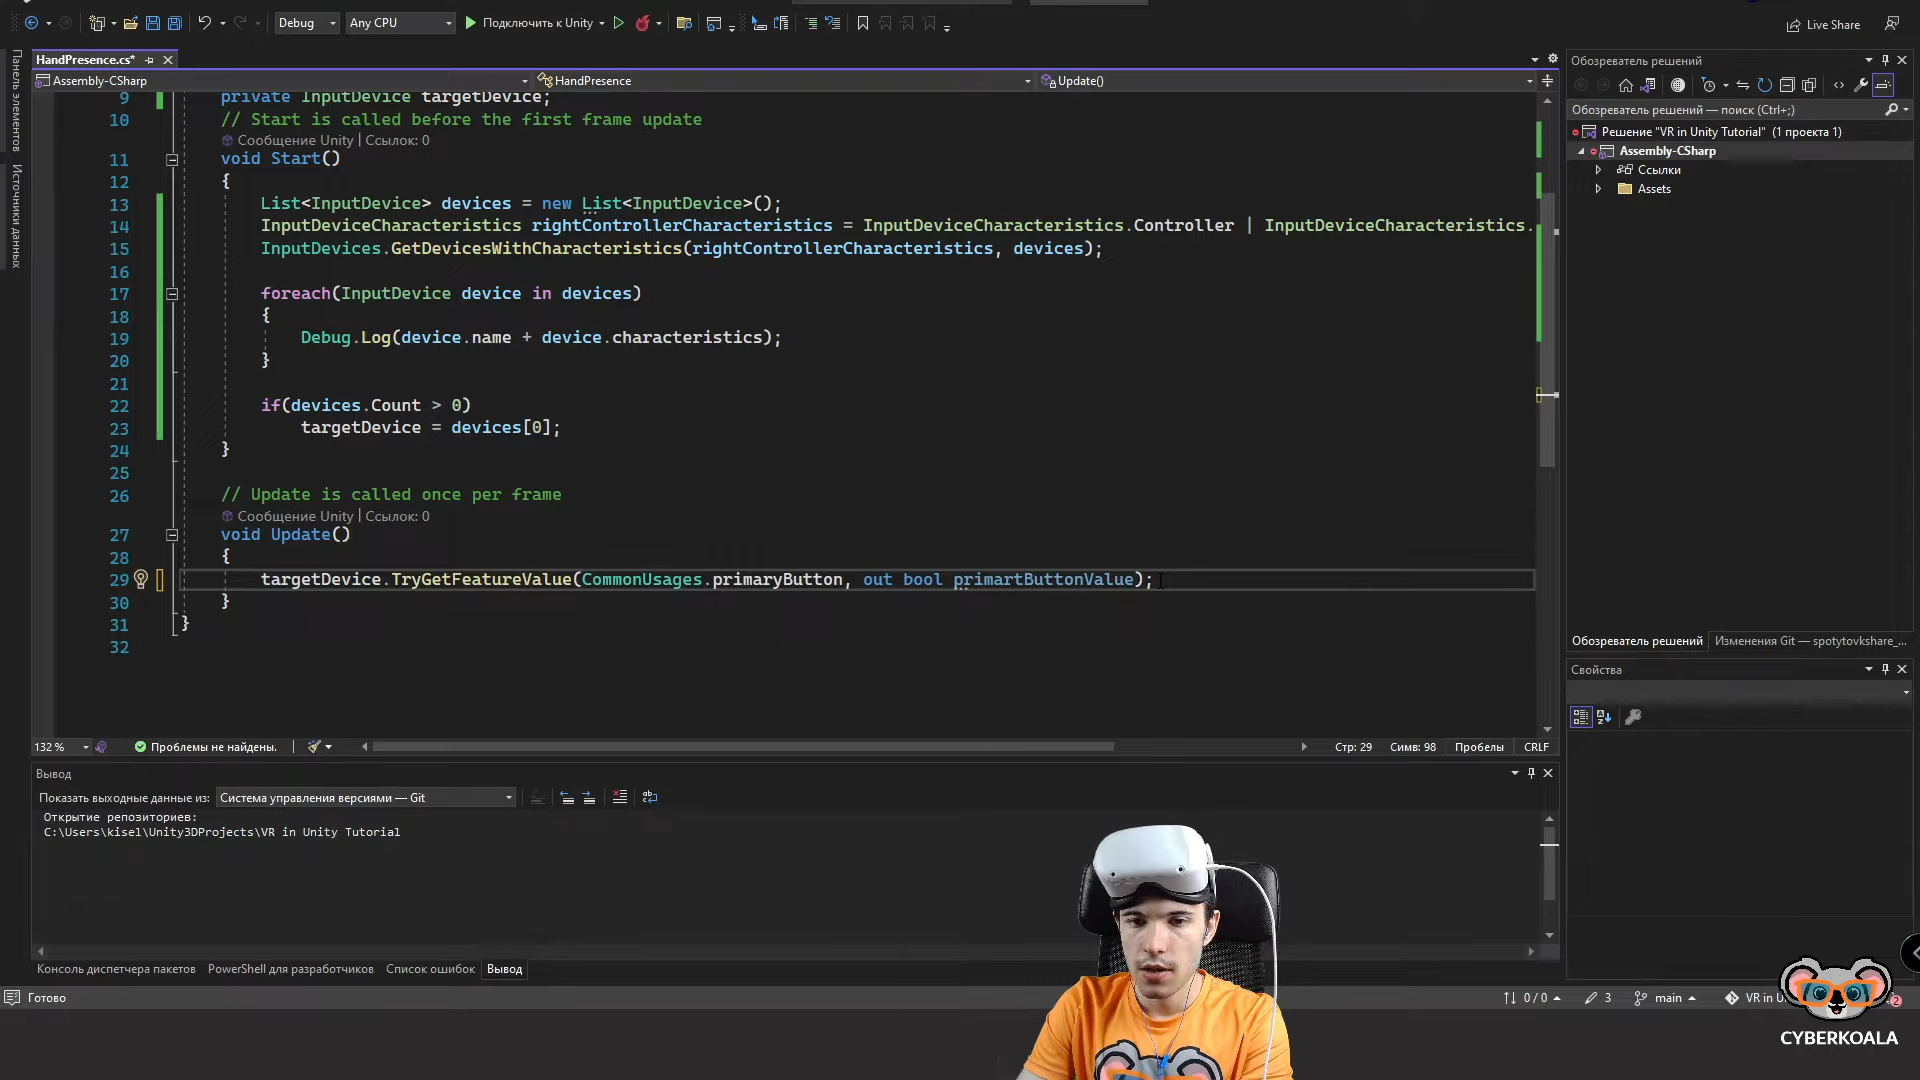 Debug
Any CPU
Подключить к Unity
Live Share
HandPresence.cs*
Assembly-CSharp
HandPresence
Update()
Панель элементов
Источники данных
9 private InputDevice targetDevice;
10 // Start is called before the first frame update
Сообщение Unity | Ссылок: 0
11 void Start()
12 {
13 List<InputDevice> devices = new List<InputDevice>();
14 InputDeviceCharacteristics rightControllerCharacteristics = InputDeviceCharacteristics.Controller | InputDeviceCharacteristics.
15 InputDevices.GetDevicesWithCharacteristics(rightControllerCharacteristics, devices);
16
17 foreach(InputDevice device in devices)
18 {
19 Debug.Log(device.name + device.characteristics);
20 }
21
22 if(devices.Count > 0)
23 targetDevice = devices[0];
24 }
25
26 // Update is called once per frame
Сообщение Unity | Ссылок: 0
27 void Update()
28 {
29 targetDevice.TryGetFeatureValue(CommonUsages.primaryButton, out bool primartButtonValue);
30 }
31 }
32
132 %
Проблемы не найдены.
Стр: 29 Симв: 98 Пробелы CRLF
Вывод
Показать выходные данные из: Система управления версиями — Git
Открытие репозиториев:
C:\Users\kisel\Unity3DProjects\VR in Unity Tutorial
Консоль диспетчера пакетов PowerShell для разработчиков Список ошибок Вывод
Готово
0 / 0 3 main VR in U
2
Обозреватель решений
Обозреватель решений — поиск (Ctrl+;)
Решение "VR in Unity Tutorial" (1 проекта 1)
Assembly-CSharp
Ссылки
Assets
Обозреватель решений Изменения Git — spotytovkshare_...
Свойства
CYBERKOALA